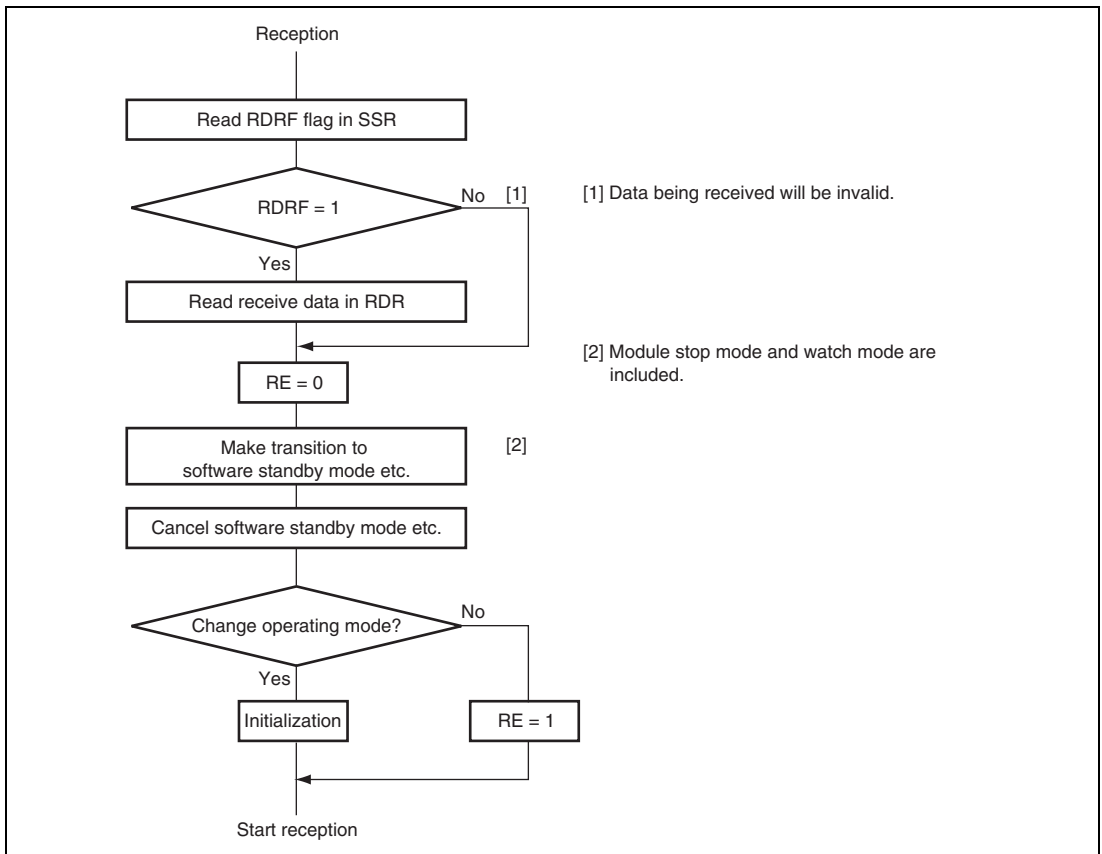 Reception
Read RDRF flag in SSR
RDRF = 1
No [1]
[1] Data being received will be invalid.
Yes
Read receive data in RDR
[2] Module stop mode and watch mode are
included.
RE = 0
Make transition to
software standby mode etc.
[2]
Cancel software standby mode etc.
Change operating mode?
No
Yes
Initialization
RE = 1
Start reception